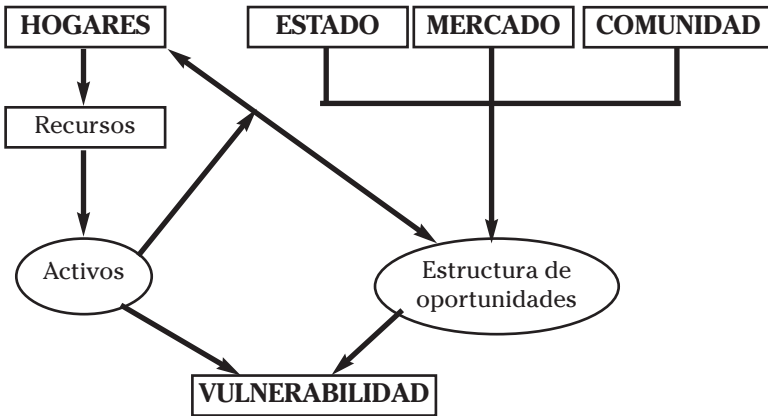 HOGARES
ESTADO
MERCADO
COMUNIDAD
Recursos
Activos
Estructura de
oportunidades
VULNERABILIDAD